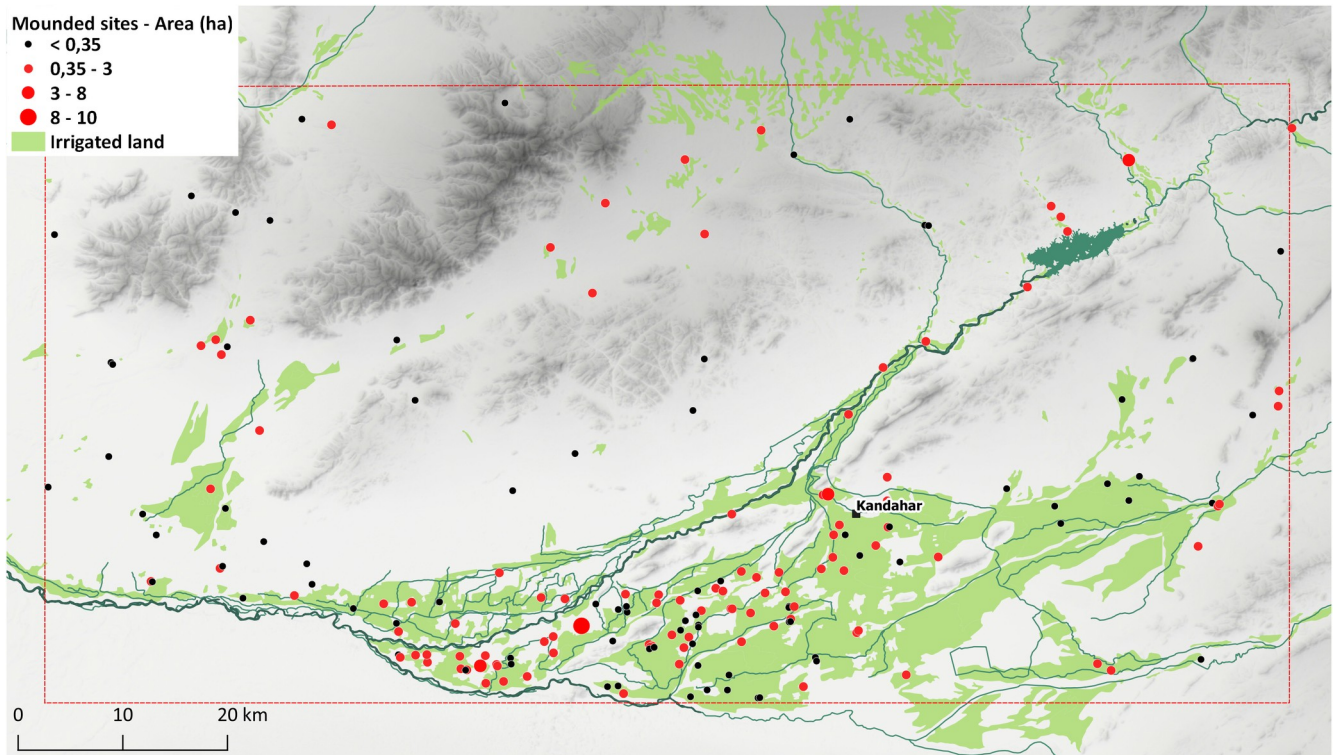 Mounded sites - Area (ha)
< 0,35
0,35 - 3
3 - 8
8 - 10
Irrigated land
Kandahar
0 10 20 km